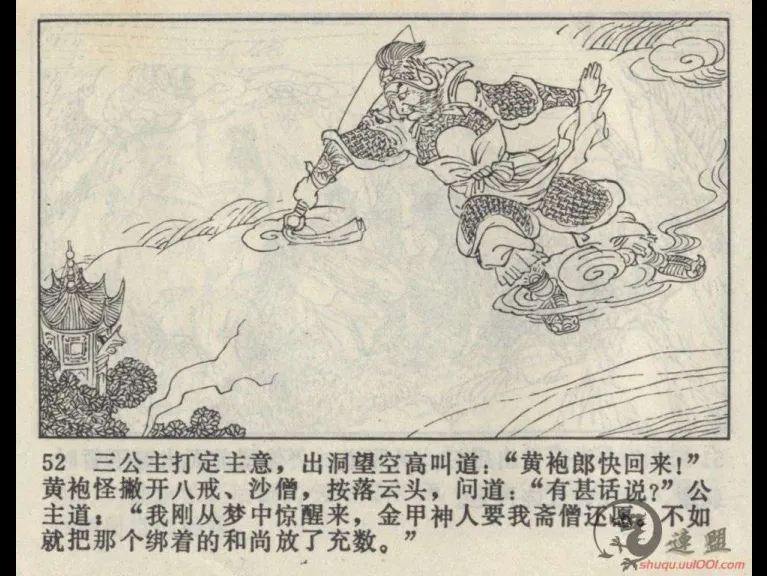 52 三公主打定主意，出洞望空高叫道：“黄袍郎快回来！”
黄袍怪撇开八戒、沙僧，按落云头，问道：“有甚话说？”公
主道：“我刚从梦中惊醒来，金甲神人要我斋僧还愿。不如
就把那个绑着的和尚放了充数。”
連盟
shuqu.uu1001.com